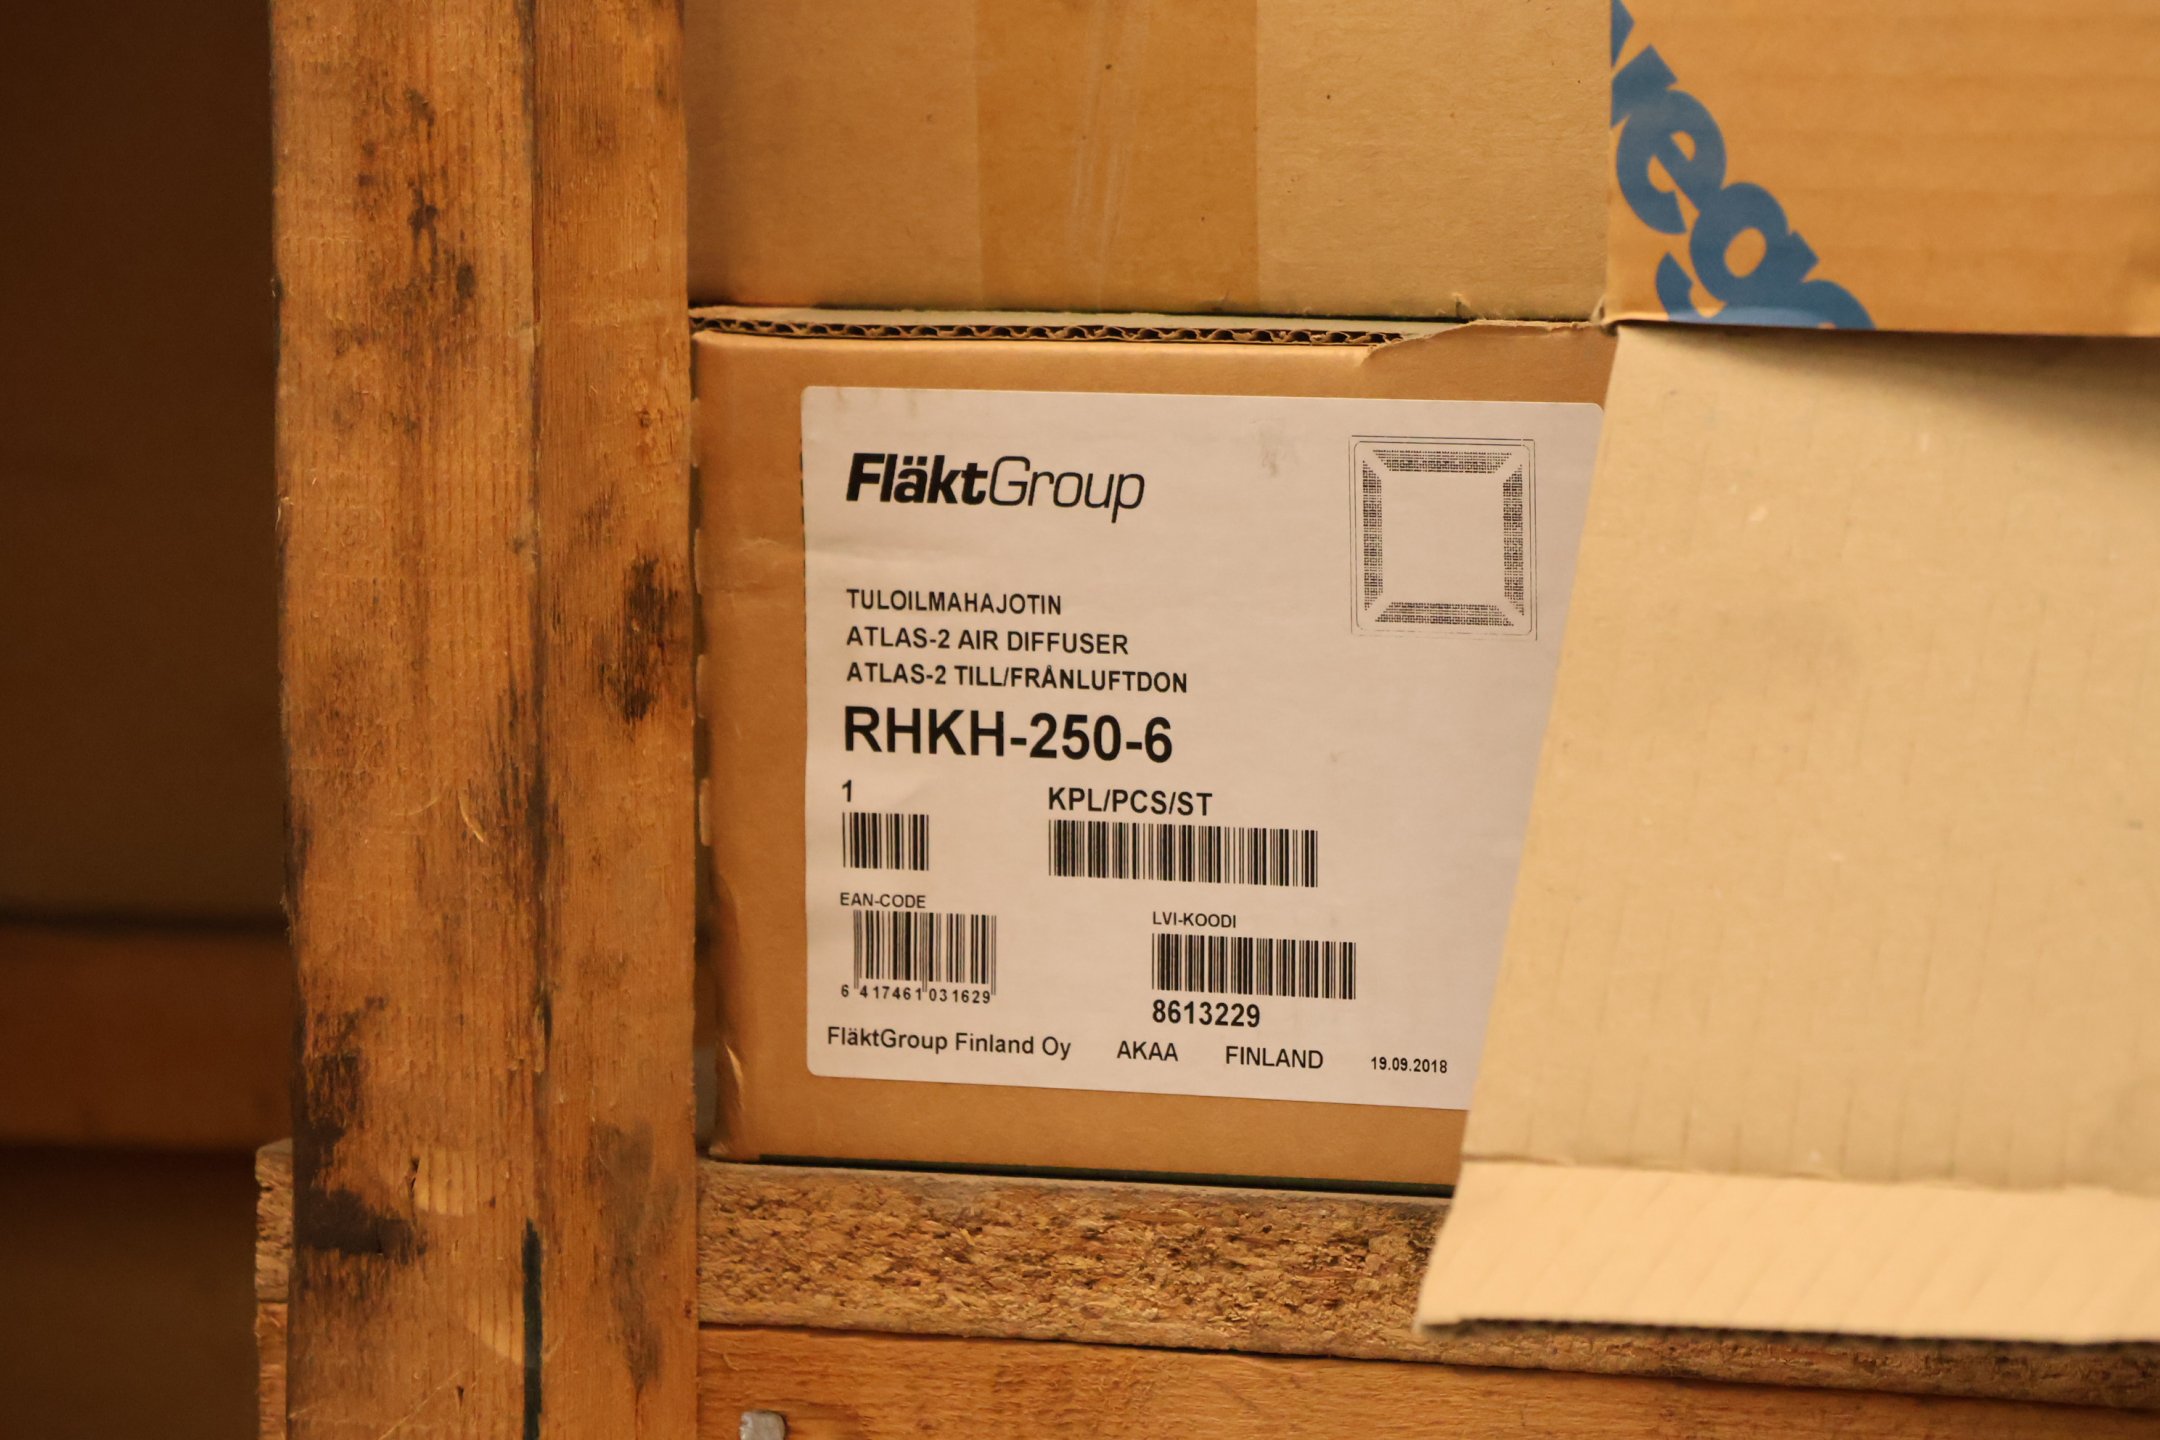 FläktGroup
TULOILMAHAJOTIN
ATLAS-2 AIR DIFFUSER
ATLAS-2 TILL/FRÅNLUFTDON
RHKH-250-6
1 KPL/PCS/ST
EAN-CODE
6 417461 031629
LVI-KOODI
8613229
FläktGroup Finland Oy AKAA FINLAND 19.09.2018